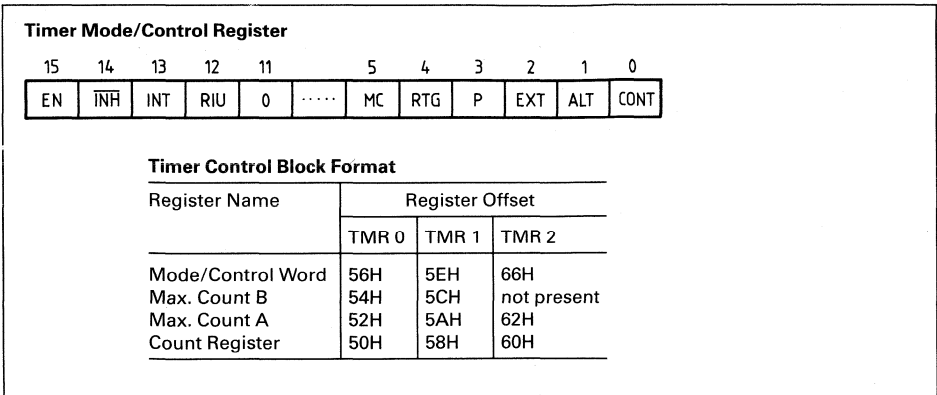 Timer Mode/Control Register
15 14 13 12 11 5 4 3 2 1 0
EN I̅N̅H̅ INT RIU 0 ····· MC RTG P EXT ALT CONT
Timer Control Block Format
Register Name Register Offset
TMR 0 TMR 1 TMR 2
Mode/Control Word 56H 5EH 66H
Max. Count B 54H 5CH not present
Max. Count A 52H 5AH 62H
Count Register 50H 58H 60H